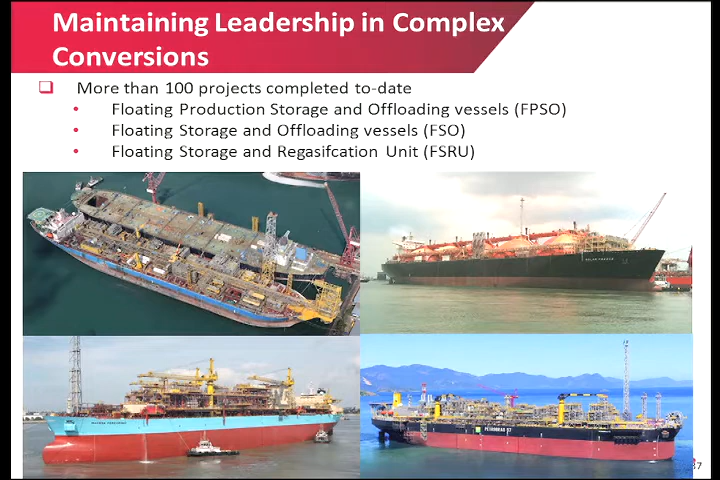 Maintaining Leadership in Complex
Conversions
❑ More than 100 projects completed to-date
• Floating Production Storage and Offloading vessels (FPSO)
• Floating Storage and Offloading vessels (FSO)
• Floating Storage and Regasifcation Unit (FSRU)
PETROBRAS 57
37